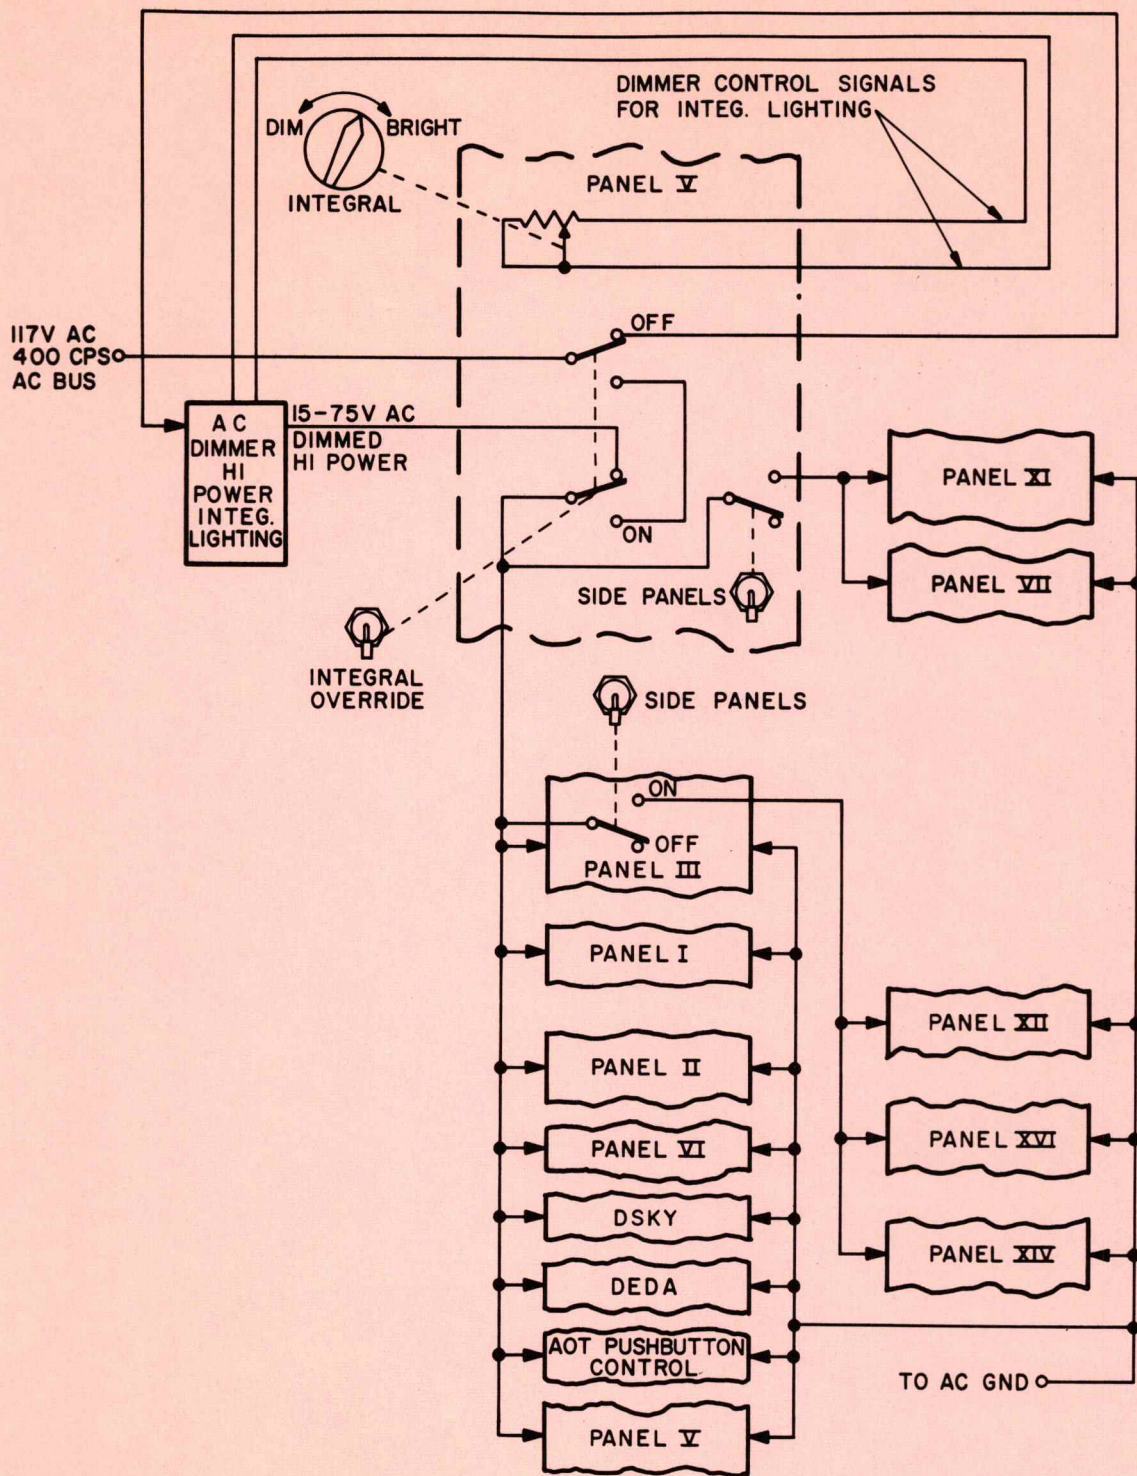 DIMMER CONTROL SIGNALS
FOR INTEG. LIGHTING
DIM
BRIGHT
INTEGRAL
PANEL V
117V AC
400 CPS
AC BUS
OFF
AC
DIMMER
HI
POWER
INTEG.
LIGHTING
15-75V AC
DIMMED
HI POWER
ON
SIDE PANELS
PANEL XI
PANEL VII
INTEGRAL
OVERRIDE
SIDE PANELS
ON
OFF
PANEL III
PANEL I
PANEL II
PANEL VI
DSKY
DEDA
AOT PUSHBUTTON
CONTROL
PANEL V
PANEL XII
PANEL XVI
PANEL XIV
TO AC GND